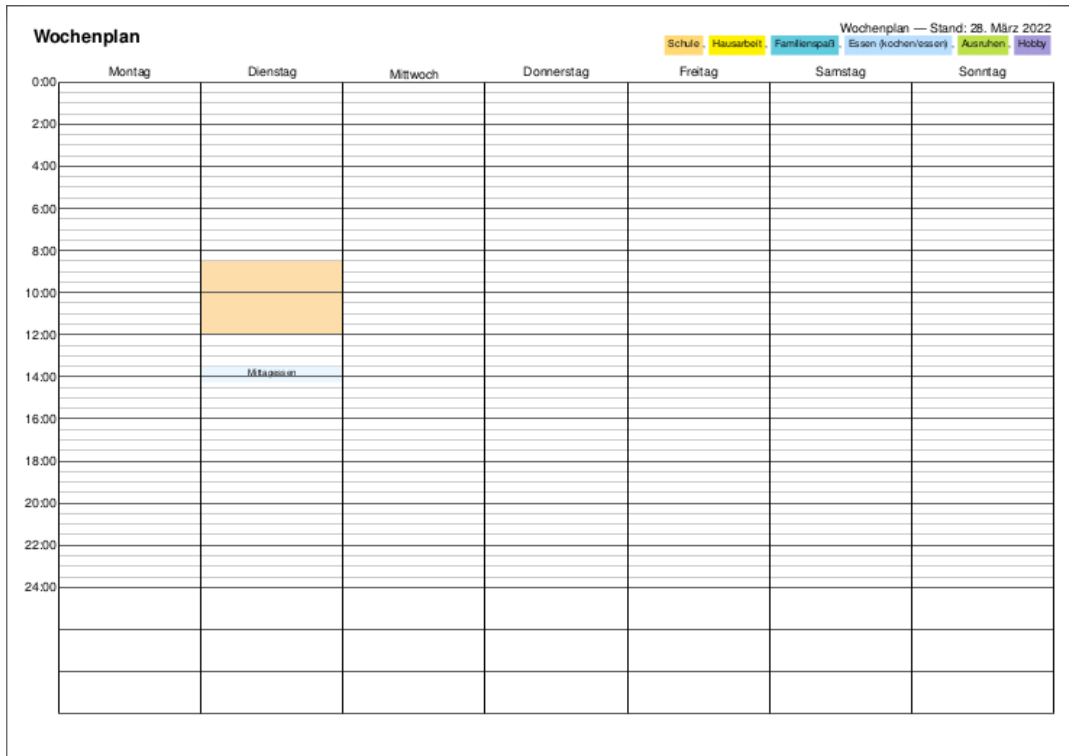 Wochenplan
Wochenplan — Stand: 28. März 2022
Schule , Hausarbeit , Familienspaß , Essen (kochen/essen) , Ausruhen , Hobby
Montag Dienstag Mittwoch Donnerstag Freitag Samstag Sonntag
0:00
2:00
4:00
6:00
8:00
10:00
12:00
Mittagessen
14:00
16:00
18:00
20:00
22:00
24:00